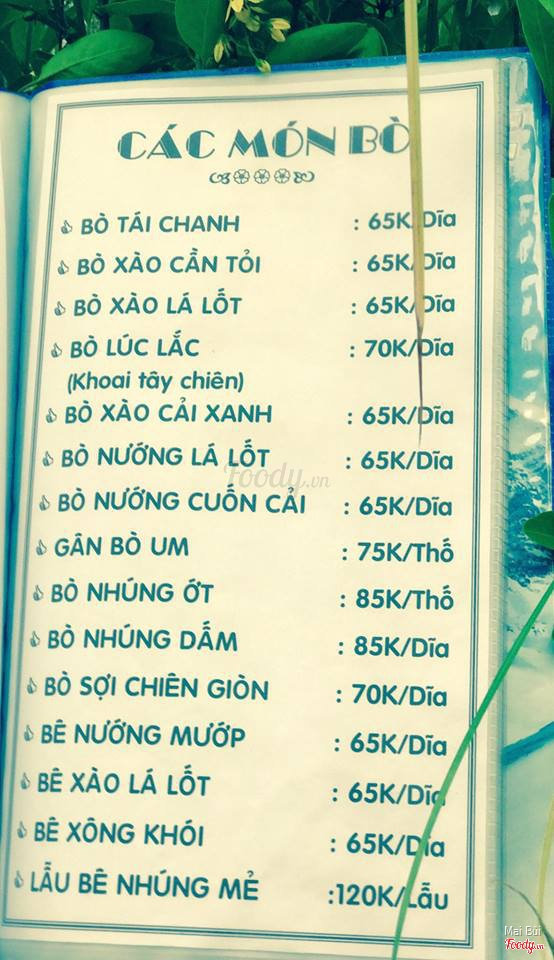 CÁC MÓN BÒ
BÒ TÁI CHANH : 65K/Dĩa
BÒ XÀO CẦN TỎI : 65K/Dĩa
BÒ XÀO LÁ LỐT : 65K/Dĩa
BÒ LÚC LẮC : 70K/Dĩa
(Khoai tây chiên)
BÒ XÀO CẢI XANH : 65K/Dĩa
BÒ NƯỚNG LÁ LỐT : 65K/Dĩa
Foody.vn
BÒ NƯỚNG CUỐN CẢI : 65K/Dĩa
GÂN BÒ UM : 75K/Thố
BÒ NHÚNG ỚT : 85K/Thố
BÒ NHÚNG DẤM : 85K/Dĩa
BÒ SỢI CHIÊN GIÒN : 70K/Dĩa
BÊ NƯỚNG MƯỚP : 65K/Dĩa
BÊ XÀO LÁ LỐT : 65K/Dĩa
BÊ XÔNG KHÓI : 65K/Dĩa
LẨU BÊ NHÚNG MẺ :120K/Lẩu
Mai Bùi
Foody.vn